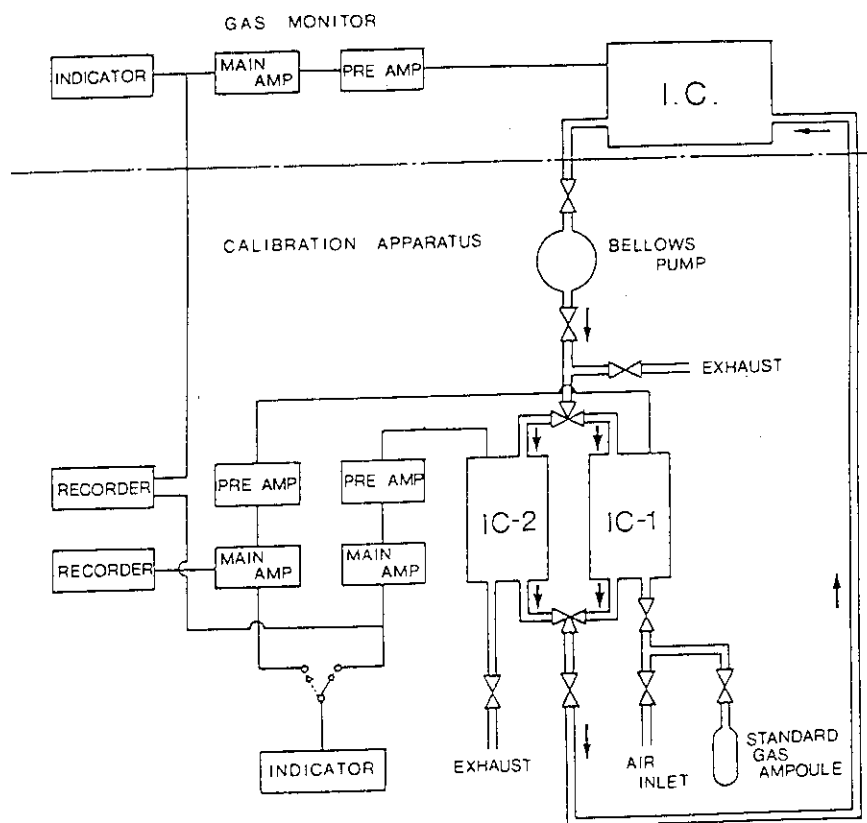 GAS MONITOR
INDICATOR
MAIN
AMP
PRE AMP
I.C.
CALIBRATION APPARATUS
BELLOWS
PUMP
EXHAUST
RECORDER
PRE AMP
PRE AMP
IC-2
IC-1
RECORDER
MAIN
AMP
MAIN
AMP
INDICATOR
EXHAUST
AIR
INLET
STANDARD
GAS
AMPOULE